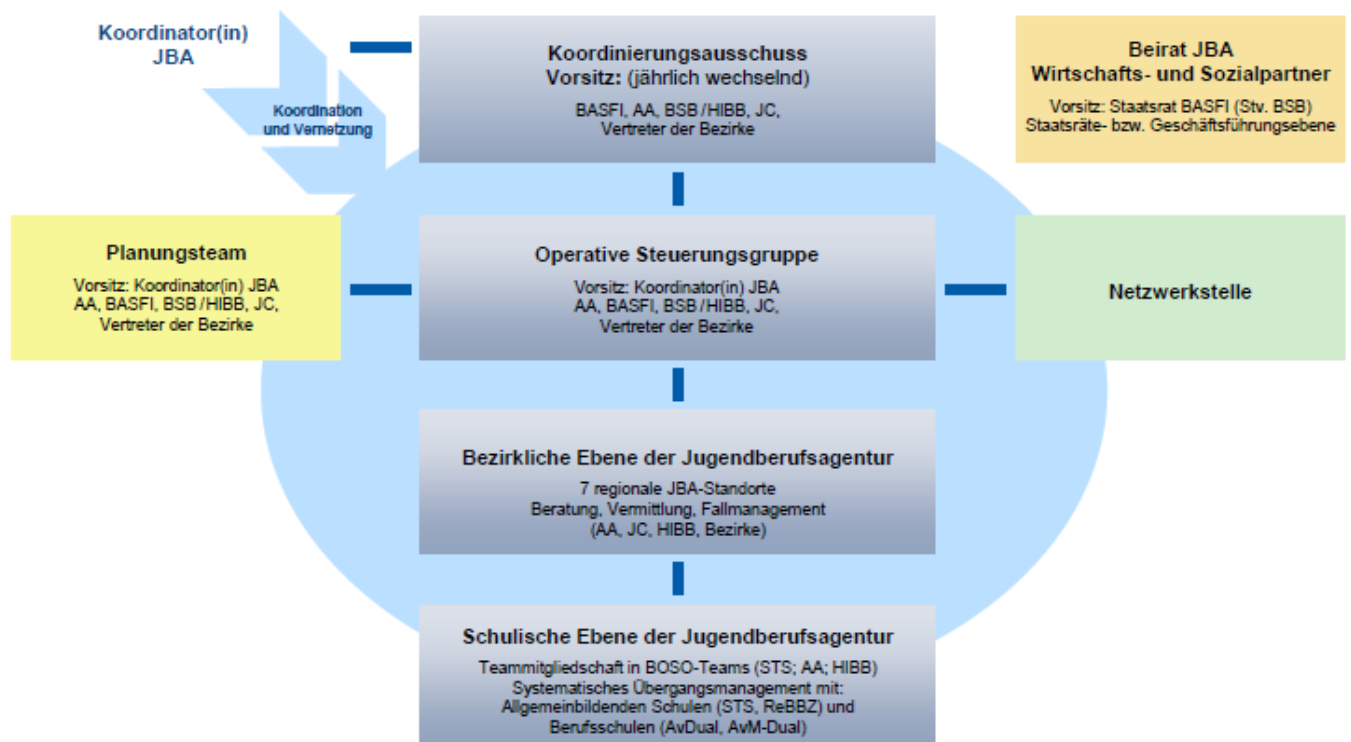 Koordinator(in)
JBA
Koordination
und Vernetzung
Koordinierungsausschuss
Vorsitz: (jährlich wechselnd)
BASFI, AA, BSB/HIBB, JC,
Vertreter der Bezirke
Beirat JBA
Wirtschafts- und Sozialpartner
Vorsitz: Staatsrat BASFI (Stv. BSB)
Staatsräte- bzw. Geschäftsführungsebene
Planungsteam
Vorsitz: Koordinator(in) JBA
AA, BASFI, BSB/HIBB, JC,
Vertreter der Bezirke
Operative Steuerungsgruppe
Vorsitz: Koordinator(in) JBA
AA, BASFI, BSB/HIBB, JC,
Vertreter der Bezirke
Netzwerkstelle
Bezirkliche Ebene der Jugendberufsagentur
7 regionale JBA-Standorte
Beratung, Vermittlung, Fallmanagement
(AA, JC, HIBB, Bezirke)
Schulische Ebene der Jugendberufsagentur
Teammitgliedschaft in BOSO-Teams (STS; AA; HIBB)
Systematisches Übergangsmanagement mit:
Allgemeinbildenden Schulen (STS, ReBBZ) und
Berufsschulen (AvDual, AvM-Dual)